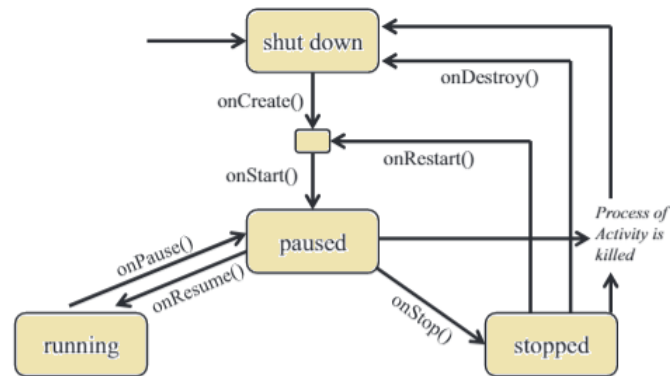 shut down
onDestroy()
onCreate()
onRestart()
onStart()
Process of
Activity is
killed
paused
onPause()
onResume()
onStop()
running
stopped